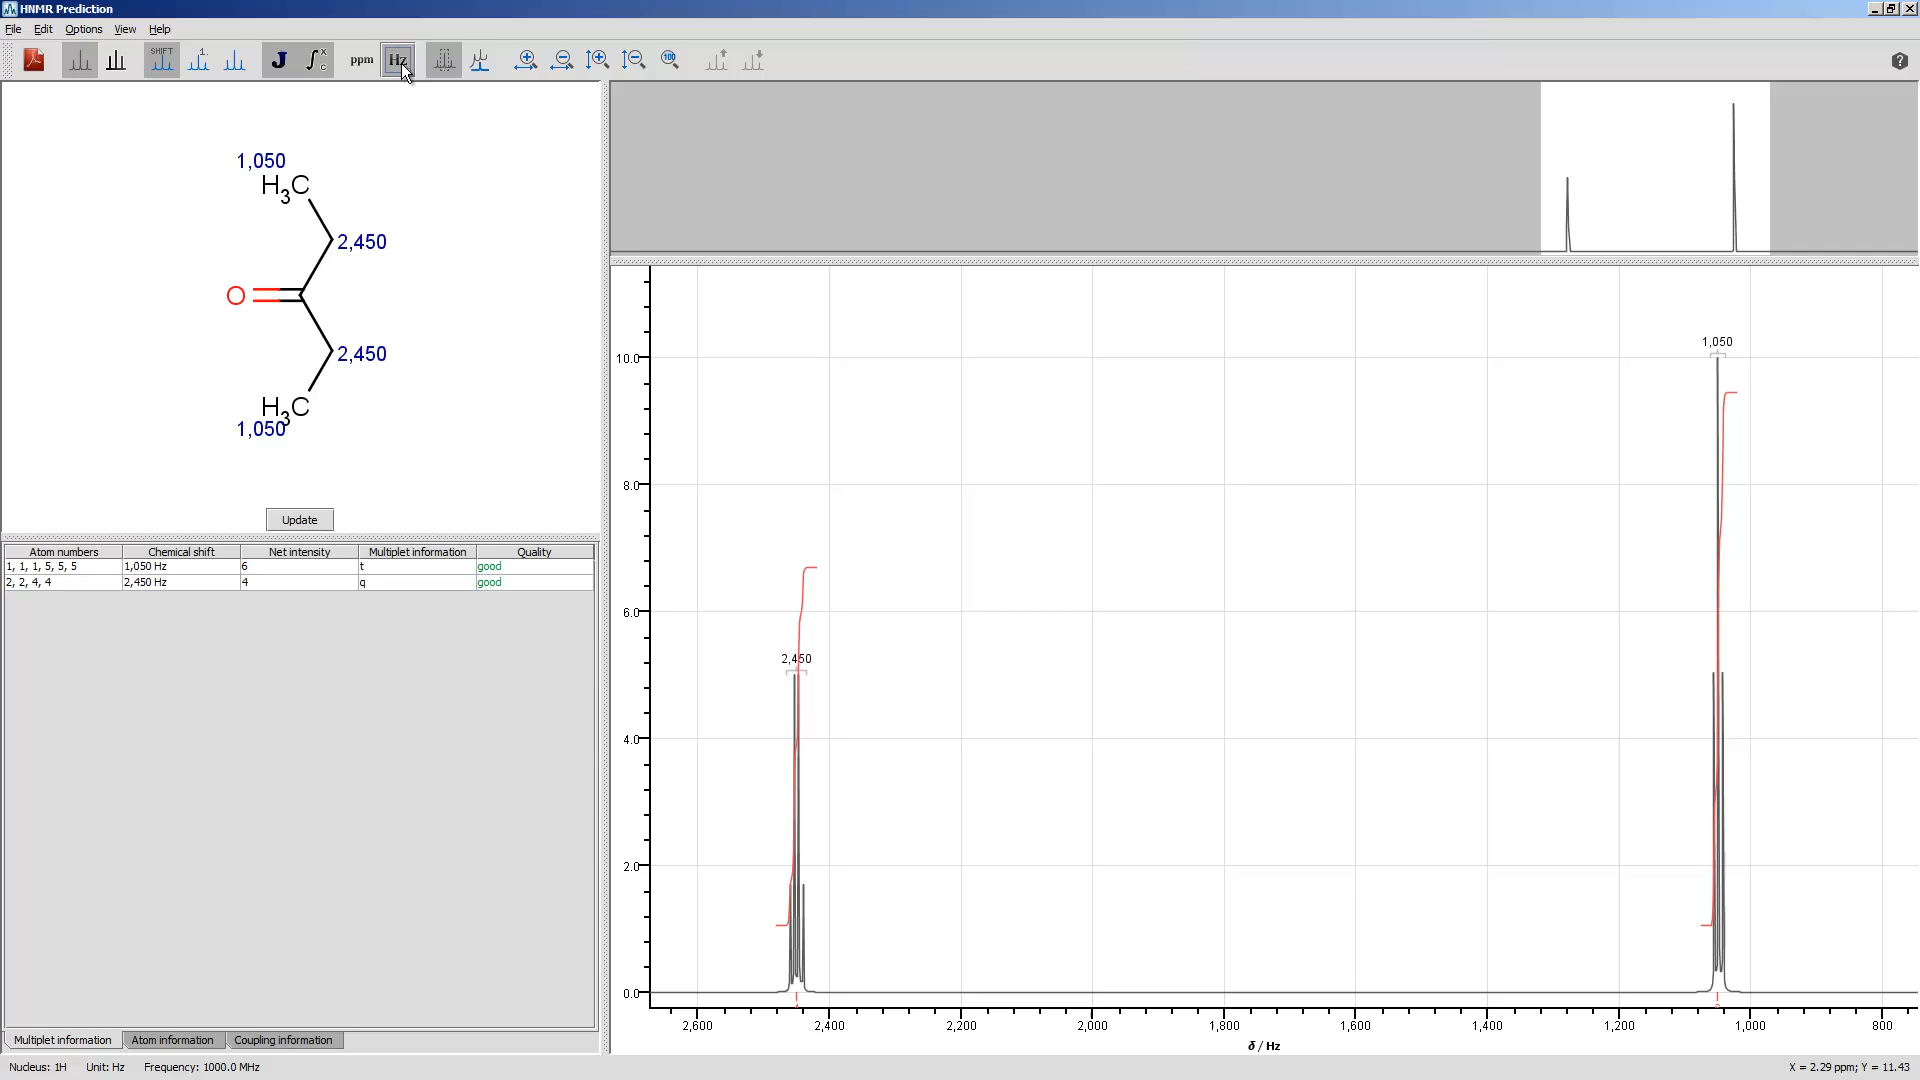 HNMR Prediction
File Edit Options View Help
SHIFT 1. J ∫ x c ppm Hz 100 ?
1,050
H3C
2,450
O
2,450
H3C
1,050
Update
Atom numbers Chemical shift Net intensity Multiplet information Quality
1, 1, 1, 5, 5, 5 1,050 Hz 6 t good
2, 2, 4, 4 2,450 Hz 4 q good
Multiplet information Atom information Coupling information
1,050
10.0
8.0
6.0
2,450
4.0
2.0
0.0
2,600 2,400 2,200 2,000 1,800 1,600 1,400 1,200 1,000 800
δ / Hz
Nucleus: 1H Unit: Hz Frequency: 1000.0 MHz X = 2.29 ppm; Y = 11.43